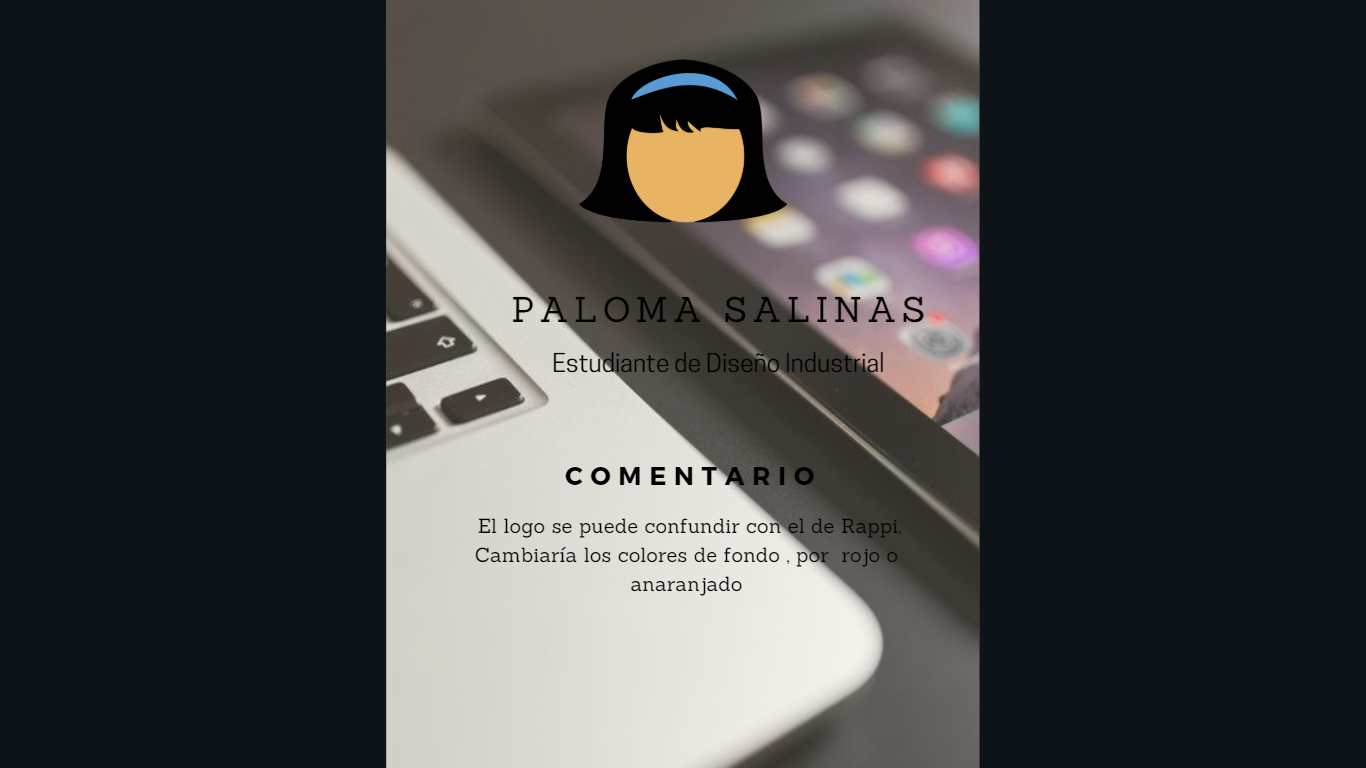 PALOMA SALINAS
Estudiante de Diseño Industrial
COMENTARIO
El logo se puede confundir con el de Rappi,
Cambiaría los colores de fondo , por  rojo o
anaranjado